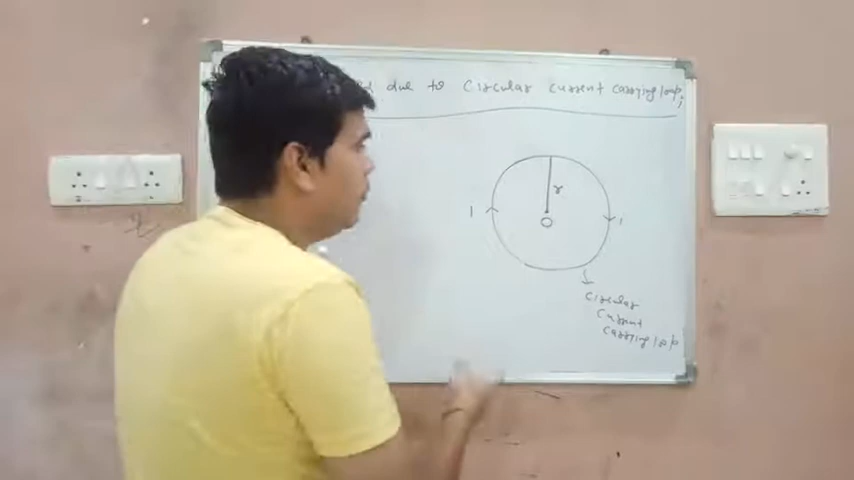 due to Circular current carrying loop;
r
I
I
O
Circular
Current
carrying loop